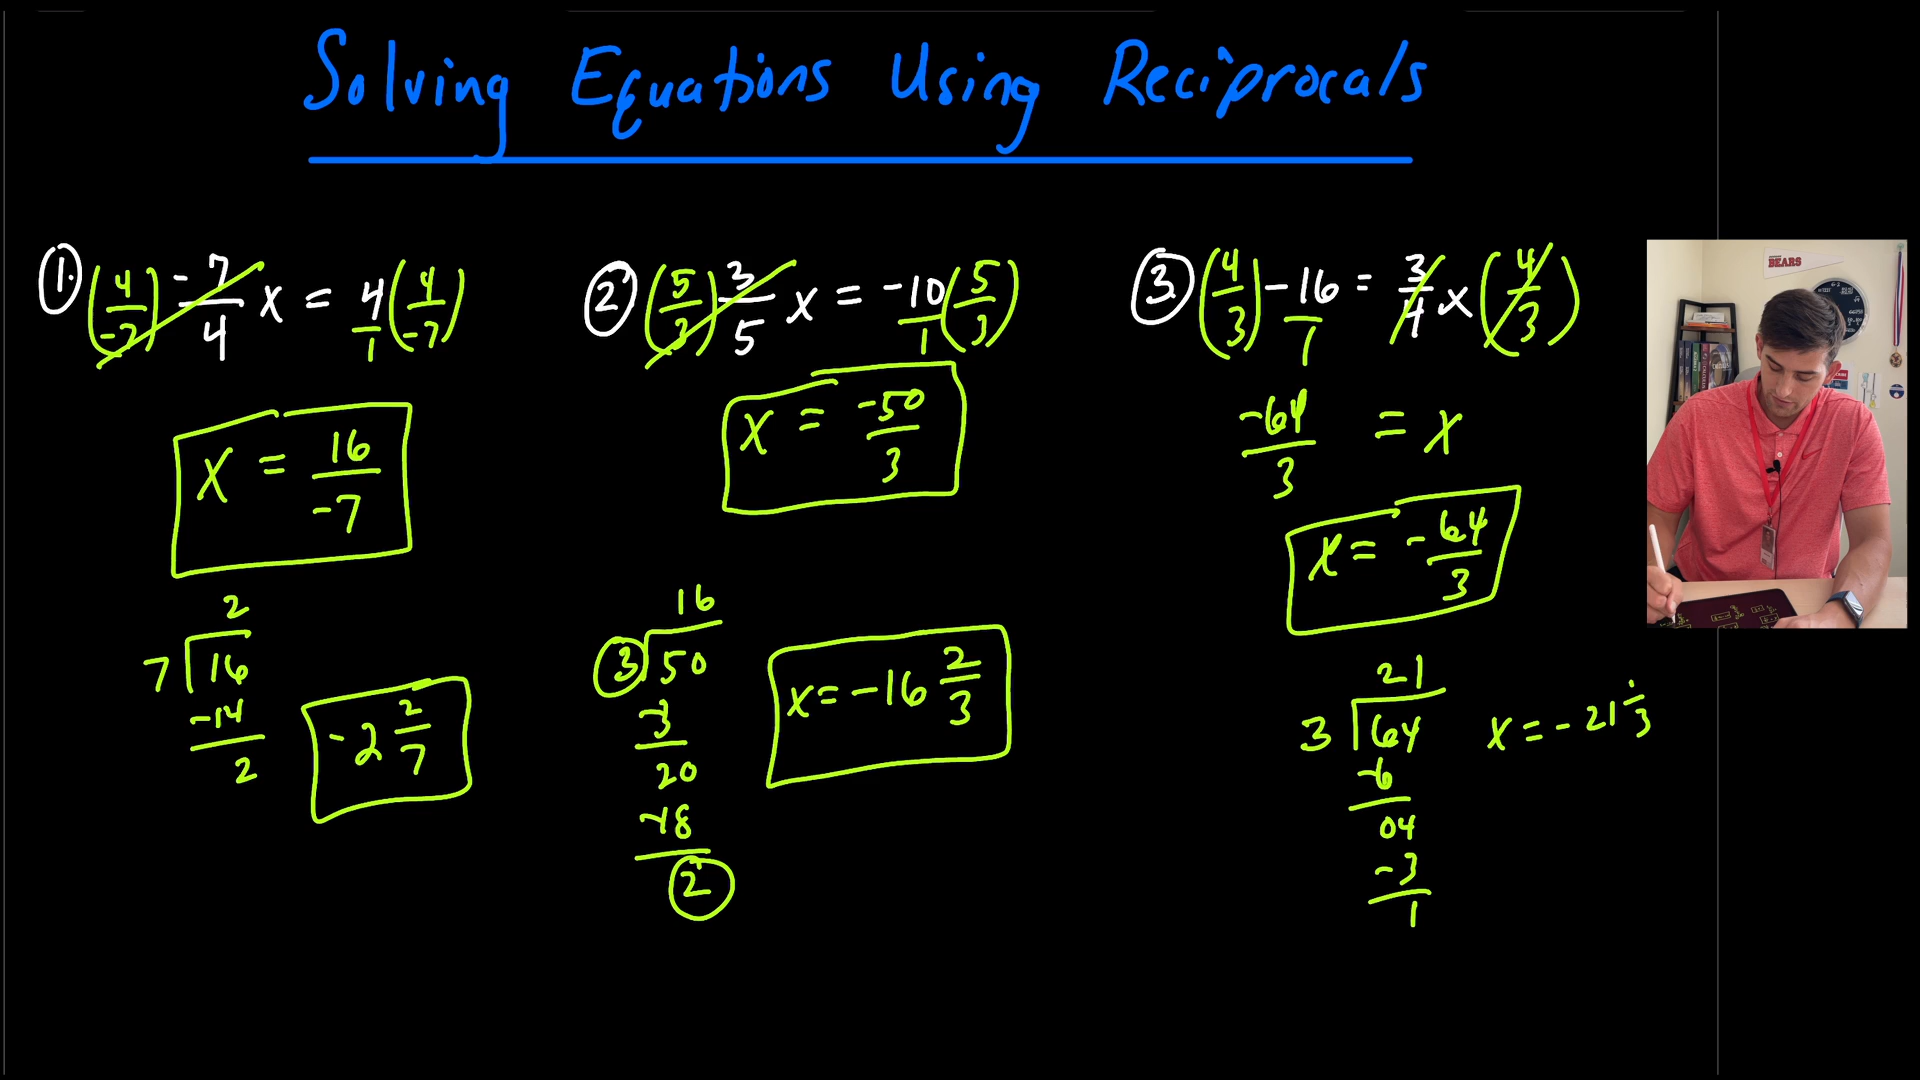 Solving Equations Using Reciprocals
① (4/-7) -7/4 x = 4/1 (4/-7)
x = 16/-7
2
7 ⟌ 16
-14
2
-2 2/7
② (5/3) 3/5 x = -10/1 (5/3)
x = -50/3
16
3 ⟌ 50
-3
20
-18
2
x = -16 2/3
③ (4/3) -16/1 = 3/4 x (4/3)
-64/3 = x
x = -64/3
21
3 ⟌ 64
-6
04
-3
1
x = -21 1/3
BEARS